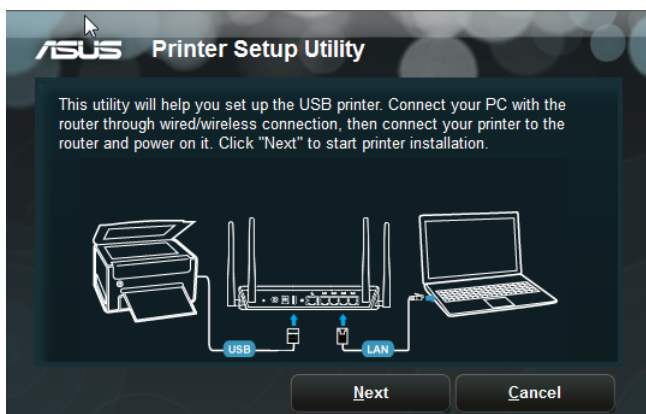 ASUS Printer Setup Utility
This utility will help you set up the USB printer. Connect your PC with the
router through wired/wireless connection, then connect your printer to the
router and power on it. Click "Next" to start printer installation.
USB
LAN
Next
Cancel